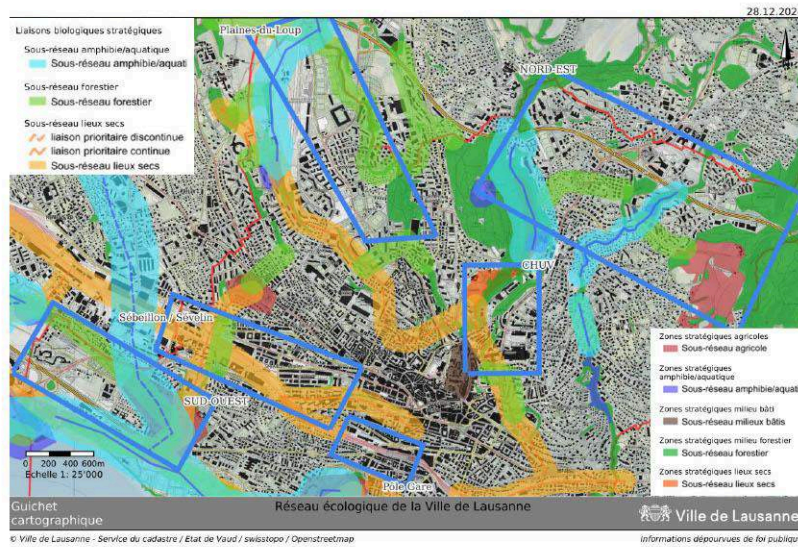 28.12.202
Liaisons biologiques stratégiques
Sous-réseau amphibie/aquatique
Sous-réseau amphibie/aquati
Sous-réseau forestier
Sous-réseau forestier
Sous-réseau lieux secs
liaison prioritaire discontinue
liaison prioritaire continue
Sous-réseau lieux secs
Plaines-du-Loup
NORD-EST
CHUV
Sébeillon / Sévelin
SUD-OUEST
Pôle Gare
0 200 400 600m
Echelle 1: 25'000
Zones stratégiques agricoles
Sous-réseau agricole
Zones stratégiques
amphibie/aquatique
Sous-réseau amphibie/aquati
Zones stratégiques milieu bâti
Sous-réseau milieux bâtis
Zones stratégiques milieu forestier
Sous-réseau forestier
Zones stratégiques lieux secs
Sous-réseau lieux secs
Guichet
cartographique
Réseau écologique de la Ville de Lausanne
Ville de Lausanne
© Ville de Lausanne - Service du cadastre / Etat de Vaud / swisstopo / Openstreetmap
Informations dépourvues de foi publiqu